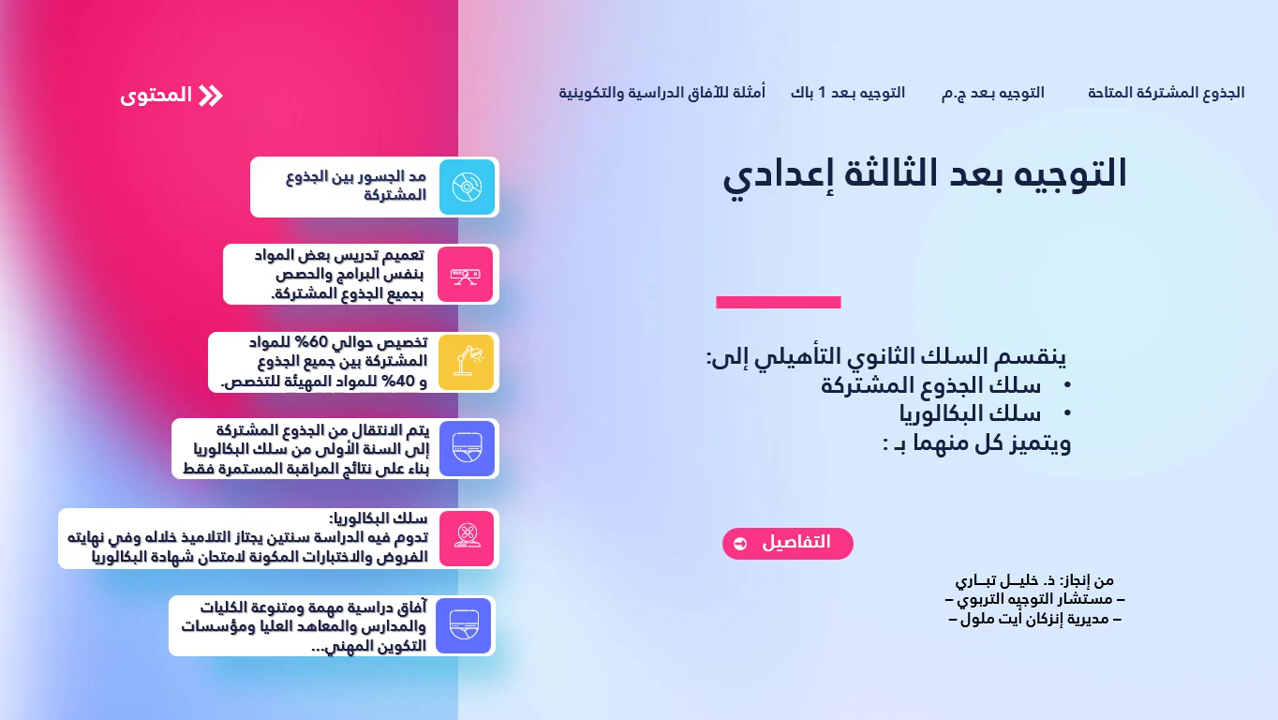 الجذوع المشتركة المتاحة
التوجيه بعد ج.م
التوجيه بعد 1 باك
أمثلة للآفاق الدراسية والتكوينية
المحتوى
التوجيه بعد الثالثة إعدادي
ينقسم السلك الثانوي التأهيلي إلى:
• سلك الجذوع المشتركة
• سلك البكالوريا
ويتميز كل منهما بـ :
التفاصيل
من إنجاز: ذ. خليـــل تبـــاري
– مستشار التوجيه التربوي –
– مديرية إنزكان أيت ملول –
مد الجسور بين الجذوع
المشتركة
تعميم تدريس بعض المواد
بنفس البرامج والحصص
بجميع الجذوع المشتركة.
تخصيص حوالي 60% للمواد
المشتركة بين جميع الجذوع
و 40% للمواد المهيئة للتخصص.
يتم الانتقال من الجذوع المشتركة
إلى السنة الأولى من سلك البكالوريا
بناء على نتائج المراقبة المستمرة فقط
سلك البكالوريا:
تدوم فيه الدراسة سنتين يجتاز التلاميذ خلاله وفي نهايته
الفروض والاختبارات المكونة لامتحان شهادة البكالوريا
آفاق دراسية مهمة ومتنوعة الكليات
والمدارس والمعاهد العليا ومؤسسات
التكوين المهني...